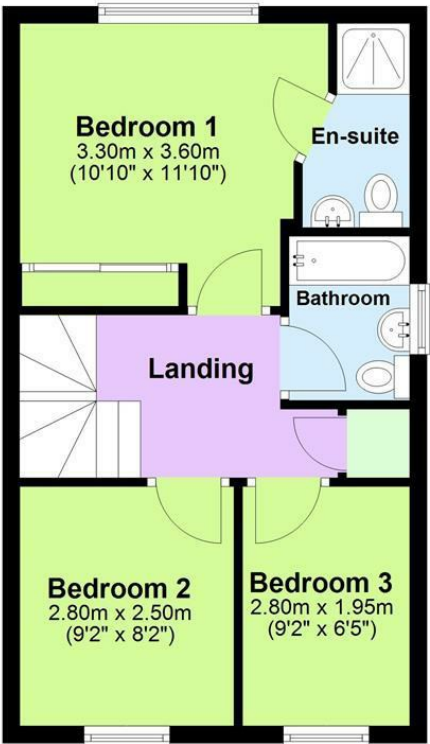 Bedroom 1
3.30m x 3.60m
(10'10" x 11'10")
En-suite
Bathroom
Landing
Bedroom 2
2.80m x 2.50m
(9'2" x 8'2")
Bedroom 3
2.80m x 1.95m
(9'2" x 6'5")